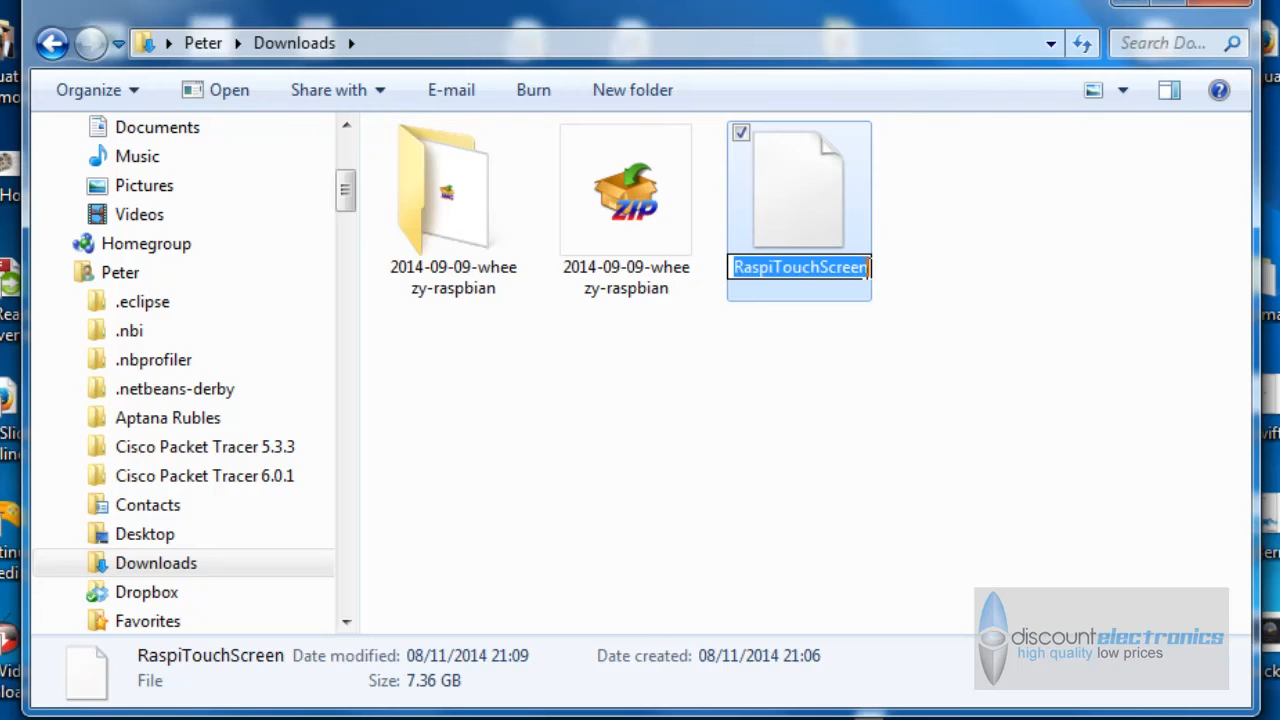 Peter
Downloads
Search Do...
Organize
Open
Share with
E-mail
Burn
New folder
Documents
Music
Pictures
Videos
Homegroup
Peter
.eclipse
.nbi
.nbprofiler
.netbeans-derby
Aptana Rubles
Cisco Packet Tracer 5.3.3
Cisco Packet Tracer 6.0.1
Contacts
Desktop
Downloads
Dropbox
Favorites
2014-09-09-whee
zy-raspbian
2014-09-09-whee
zy-raspbian
ZIP
RaspiTouchScreen
discountelectronics
high quality low prices
RaspiTouchScreen Date modified: 08/11/2014 21:09 Date created: 08/11/2014 21:06
File Size: 7.36 GB